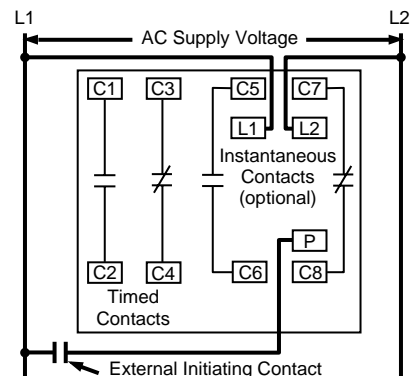 L1 L2
AC Supply Voltage
C1 C3 C5 C7
L1 L2
Instantaneous
Contacts
(optional)
P
C2 C4 C6 C8
Timed
Contacts
External Initiating Contact